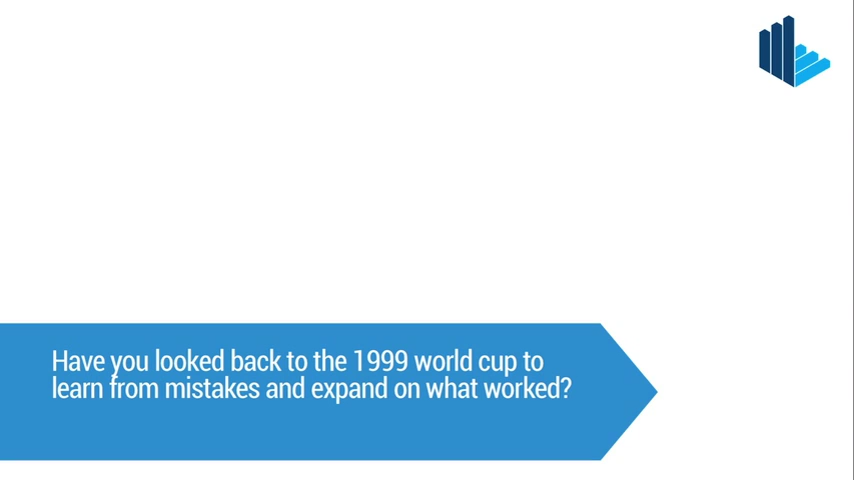 Have you looked back to the 1999 world cup to
learn from mistakes and expand on what worked?